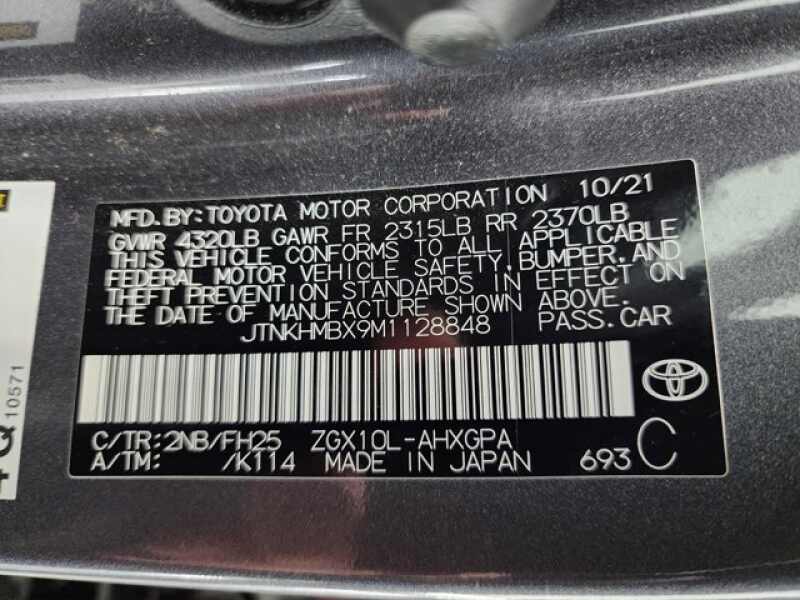 MFD.BY:TOYOTA MOTOR CORPORATION 10/21
GVWR 4320LB GAWR FR 2315LB RR 2370LB
THIS VEHICLE CONFORMS TO ALL APPLICABLE
FEDERAL MOTOR VEHICLE SAFETY,BUMPER,AND
THEFT PREVENTION STANDARDS IN EFFECT ON
THE DATE OF MANUFACTURE SHOWN ABOVE.
JTNKHMBX9M1128848 PASS.CAR
C/TR:2NB/FH25 ZGX10L-AHXGPA
A/TM: /K114 MADE IN JAPAN 693 C
Q 10571